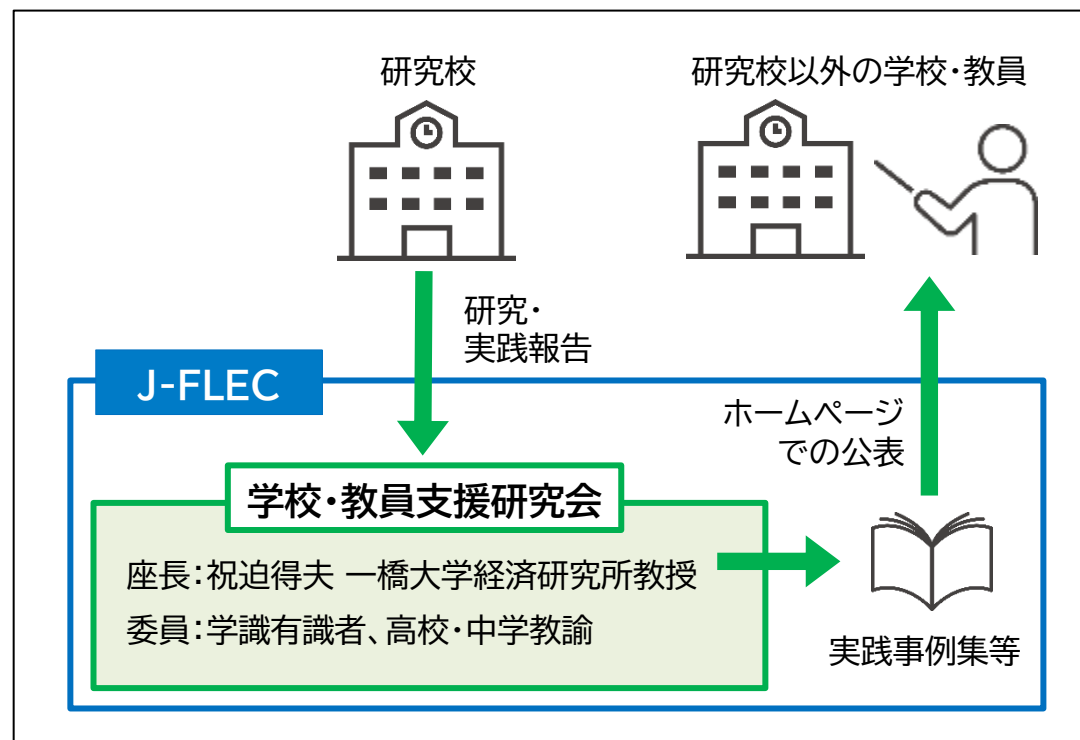 研究校
研究校以外の学校・教員
研究・
実践報告
J-FLEC
ホームページ
での公表
学校・教員支援研究会
座長：祝迫得夫 一橋大学経済研究所教授
委員：学識有識者、高校・中学教諭
実践事例集等